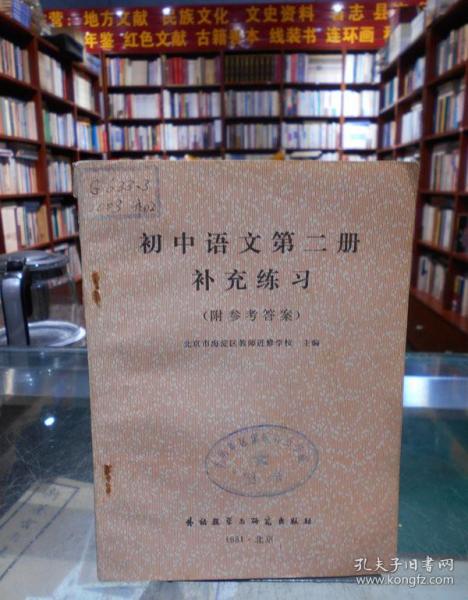 营：地方文献 民族文化 文史资料
年鉴 红色文献 古籍善本 线装书 连环画
G633.3
初中语文第二册
补充练习
（附参考答案）
北京市海淀区教师进修学校 主编
外语教学与研究出版社
1981·北京
孔夫子旧书网
www.kongfz.com